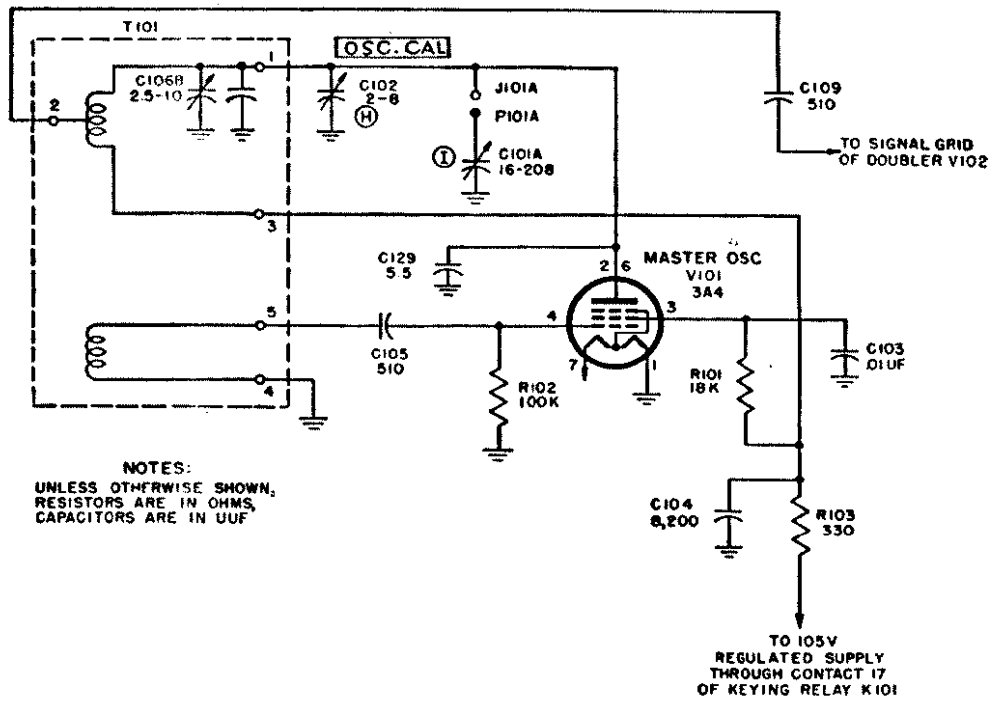 T101
OSC. CAL
1
C106B
2.5-10
C102
2-8
H
J101A
P101A
I
C101A
16-208
2
C109
510
TO SIGNAL GRID
OF DOUBLER V102
3
C129
5.5
2 6
MASTER OSC
V101
3A4
5
4
3
C105
510
7
1
C103
.01UF
R102
100K
R101
18K
4
NOTES:
UNLESS OTHERWISE SHOWN,
RESISTORS ARE IN OHMS,
CAPACITORS ARE IN UUF
C104
8,200
R103
330
TO 105V
REGULATED SUPPLY
THROUGH CONTACT 17
OF KEYING RELAY K101